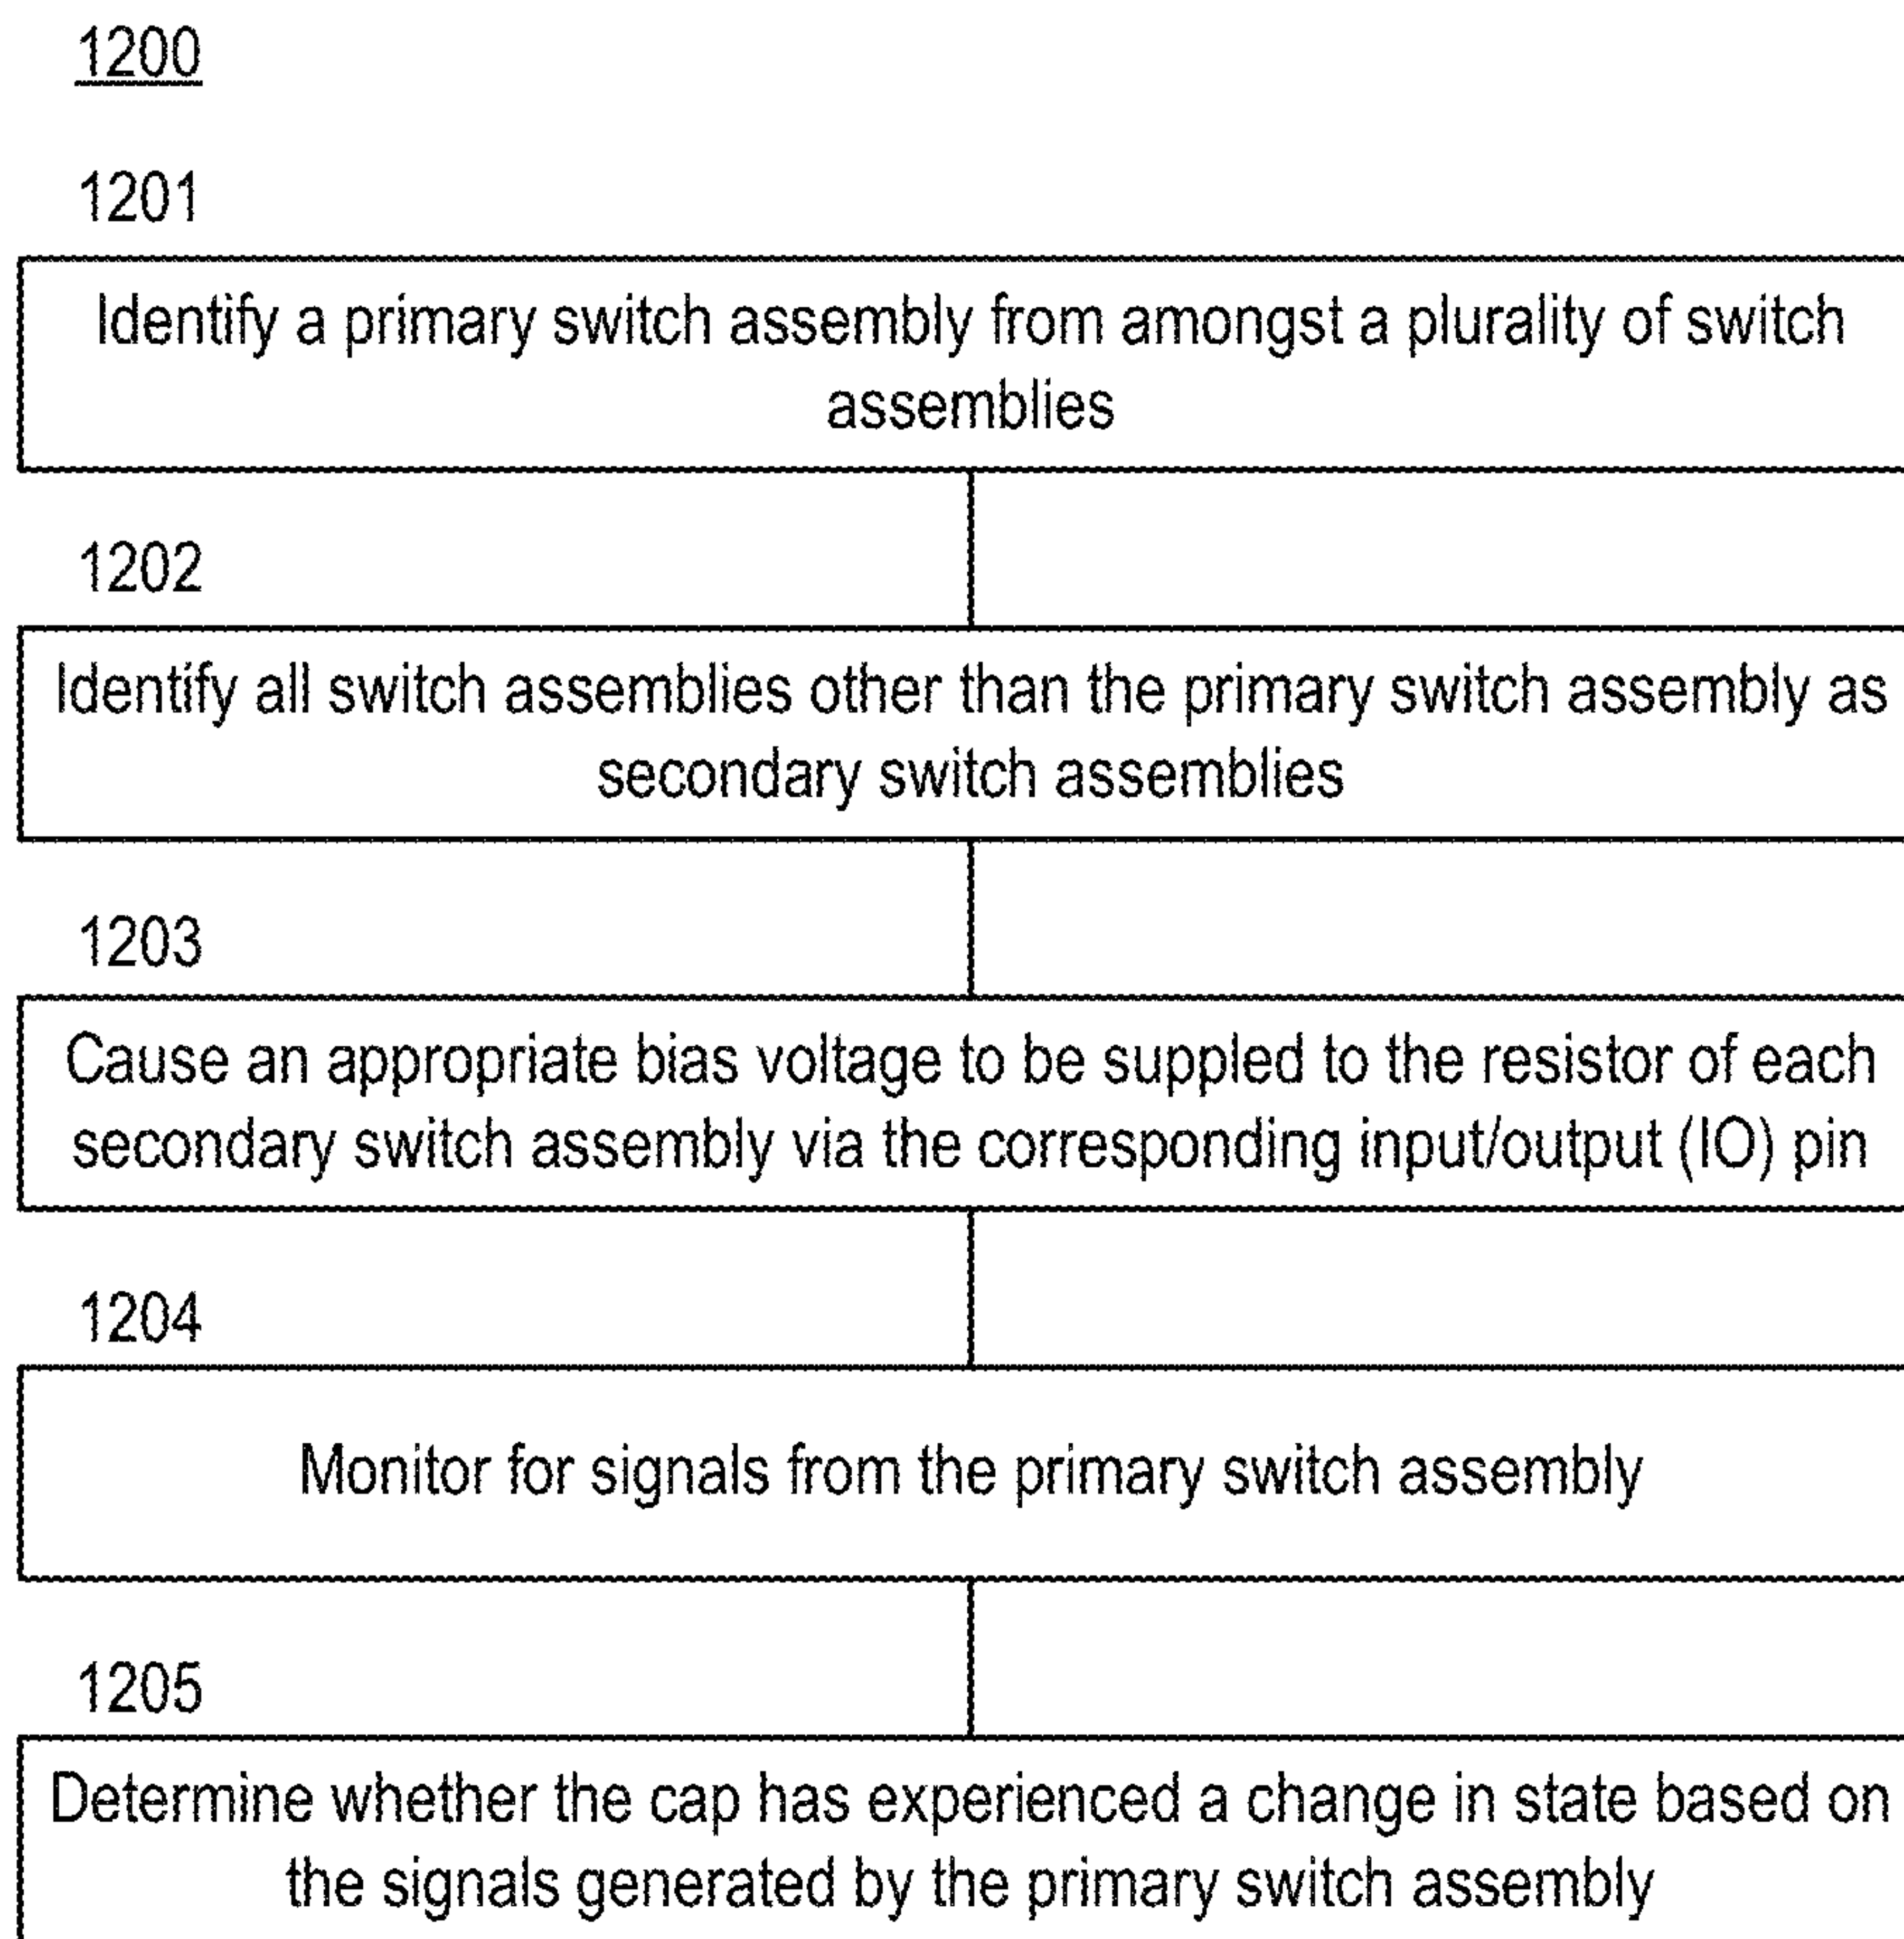 1200
1201
Identify a primary switch assembly from amongst a plurality of switch
assemblies
1202
Identify all switch assemblies other than the primary switch assembly as
secondary switch assemblies
1203
Cause an appropriate bias voltage to be suppled to the resistor of each
secondary switch assembly via the corresponding input/output (IO) pin
1204
Monitor for signals from the primary switch assembly
1205
Determine whether the cap has experienced a change in state based on
the signals generated by the primary switch assembly